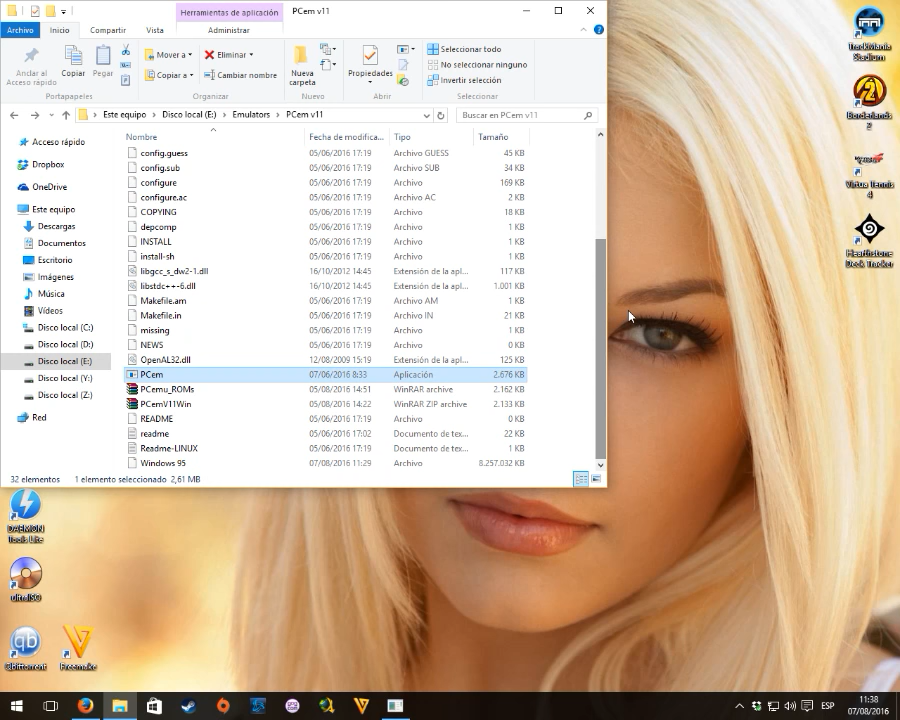 Herramientas de aplicación
PCem v11
Archivo
Inicio
Compartir
Vista
Administrar
Anclar al
Acceso rápido
Copiar
Pegar
Mover a
Copiar a
Eliminar
Cambiar nombre
Nueva
carpeta
Propiedades
Seleccionar todo
No seleccionar ninguno
Invertir selección
Portapapeles
Organizar
Nuevo
Abrir
Seleccionar
Este equipo > Disco local (E:) > Emulators > PCem v11
Buscar en PCem v11
Acceso rápido
Dropbox
OneDrive
Este equipo
Descargas
Documentos
Escritorio
Imágenes
Música
Vídeos
Disco local (C:)
Disco local (D:)
Disco local (E:)
Disco local (Y:)
Disco local (Z:)
Red
Nombre Fecha de modifica... Tipo Tamaño
config.guess 05/06/2016 17:19 Archivo GUESS 45 KB
config.sub 05/06/2016 17:19 Archivo SUB 34 KB
configure 05/06/2016 17:19 Archivo 169 KB
configure.ac 05/06/2016 17:19 Archivo AC 2 KB
COPYING 05/06/2016 17:19 Archivo 18 KB
depcomp 05/06/2016 17:19 Archivo 1 KB
INSTALL 05/06/2016 17:19 Archivo 1 KB
install-sh 05/06/2016 17:19 Archivo 1 KB
libgcc_s_dw2-1.dll 16/10/2012 14:45 Extensión de la apl... 117 KB
libstdc++-6.dll 16/10/2012 14:45 Extensión de la apl... 1.001 KB
Makefile.am 05/06/2016 17:19 Archivo AM 1 KB
Makefile.in 05/06/2016 17:19 Archivo IN 21 KB
missing 05/06/2016 17:19 Archivo 1 KB
NEWS 05/06/2016 17:19 Archivo 0 KB
OpenAL32.dll 12/08/2009 15:19 Extensión de la apl... 125 KB
PCem 07/06/2016 8:33 Aplicación 2.676 KB
PCemu_ROMs 05/08/2016 14:51 WinRAR archive 2.162 KB
PCemV11Win 05/08/2016 14:22 WinRAR ZIP archive 2.133 KB
README 05/06/2016 17:19 Archivo 0 KB
readme 05/06/2016 17:02 Documento de tex... 22 KB
Readme-LINUX 05/06/2016 17:19 Documento de tex... 1 KB
Windows 95 07/08/2016 11:29 Archivo 8.257.032 KB
32 elementos 1 elemento seleccionado 2,61 MB
TrackMania
Stadium
Borderlands
2
Virtua Tennis
4
Hearthstone
Deck Tracker
DAEMON
Tools Lite
UltraISO
qb
qBittorrent
Freemake
ESP
11:38
07/08/2016